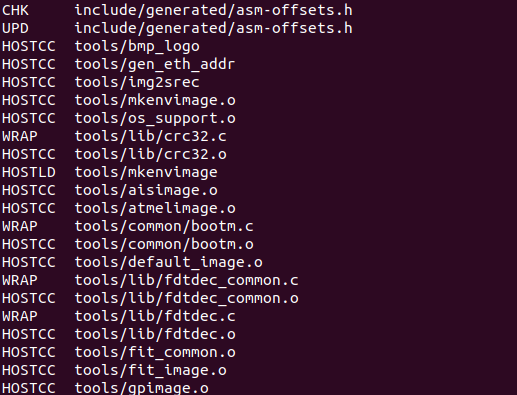 CHK     include/generated/asm-offsets.h
UPD     include/generated/asm-offsets.h
HOSTCC  tools/bmp_logo
HOSTCC  tools/gen_eth_addr
HOSTCC  tools/img2srec
HOSTCC  tools/mkenvimage.o
HOSTCC  tools/os_support.o
WRAP    tools/lib/crc32.c
HOSTCC  tools/lib/crc32.o
HOSTLD  tools/mkenvimage
HOSTCC  tools/aisimage.o
HOSTCC  tools/atmelimage.o
WRAP    tools/common/bootm.c
HOSTCC  tools/common/bootm.o
HOSTCC  tools/default_image.o
WRAP    tools/lib/fdtdec_common.c
HOSTCC  tools/lib/fdtdec_common.o
WRAP    tools/lib/fdtdec.c
HOSTCC  tools/lib/fdtdec.o
HOSTCC  tools/fit_common.o
HOSTCC  tools/fit_image.o
HOSTCC  tools/gpimage.o